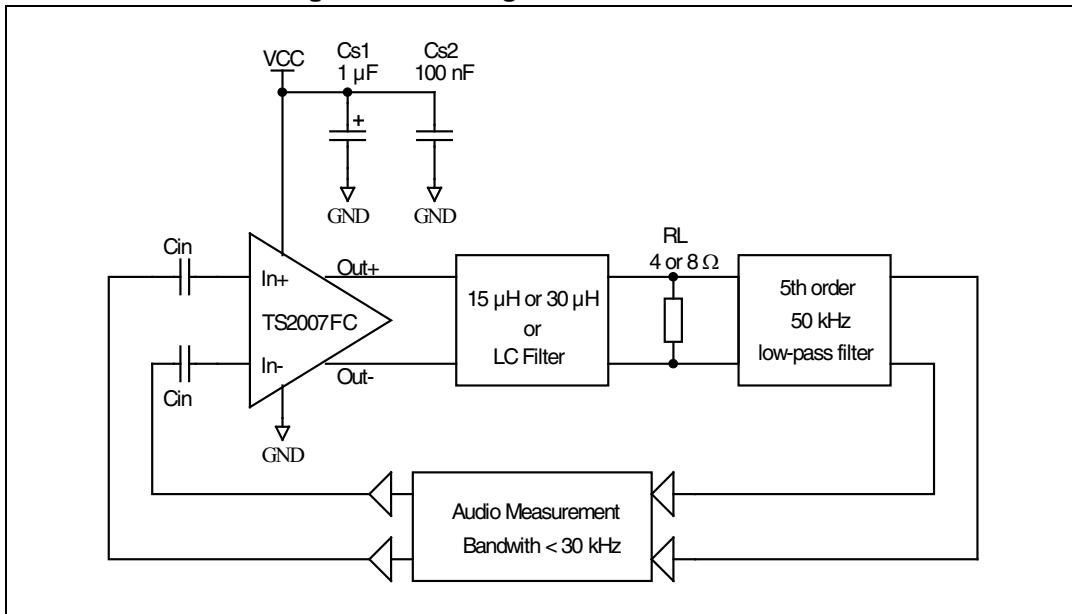 VCC
Cs1
1 µF
Cs2
100 nF
+
GND
GND
Cin
In+
Out+
TS2007FC
In-
Out-
Cin
GND
15 µH or 30 µH
or
LC Filter
RL
4 or 8 Ω
5th order
50 kHz
low-pass filter
Audio Measurement
Bandwith < 30 kHz